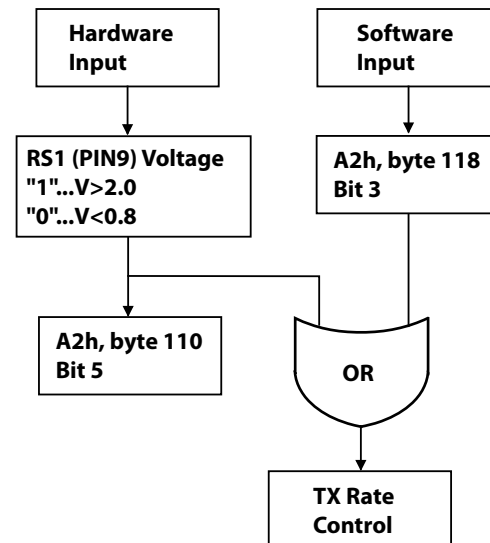 Hardware
Input
Software
Input
RS1 (PIN9) Voltage
"1"...V>2.0
"0"...V<0.8
A2h, byte 118
Bit 3
A2h, byte 110
Bit 5
OR
TX Rate
Control